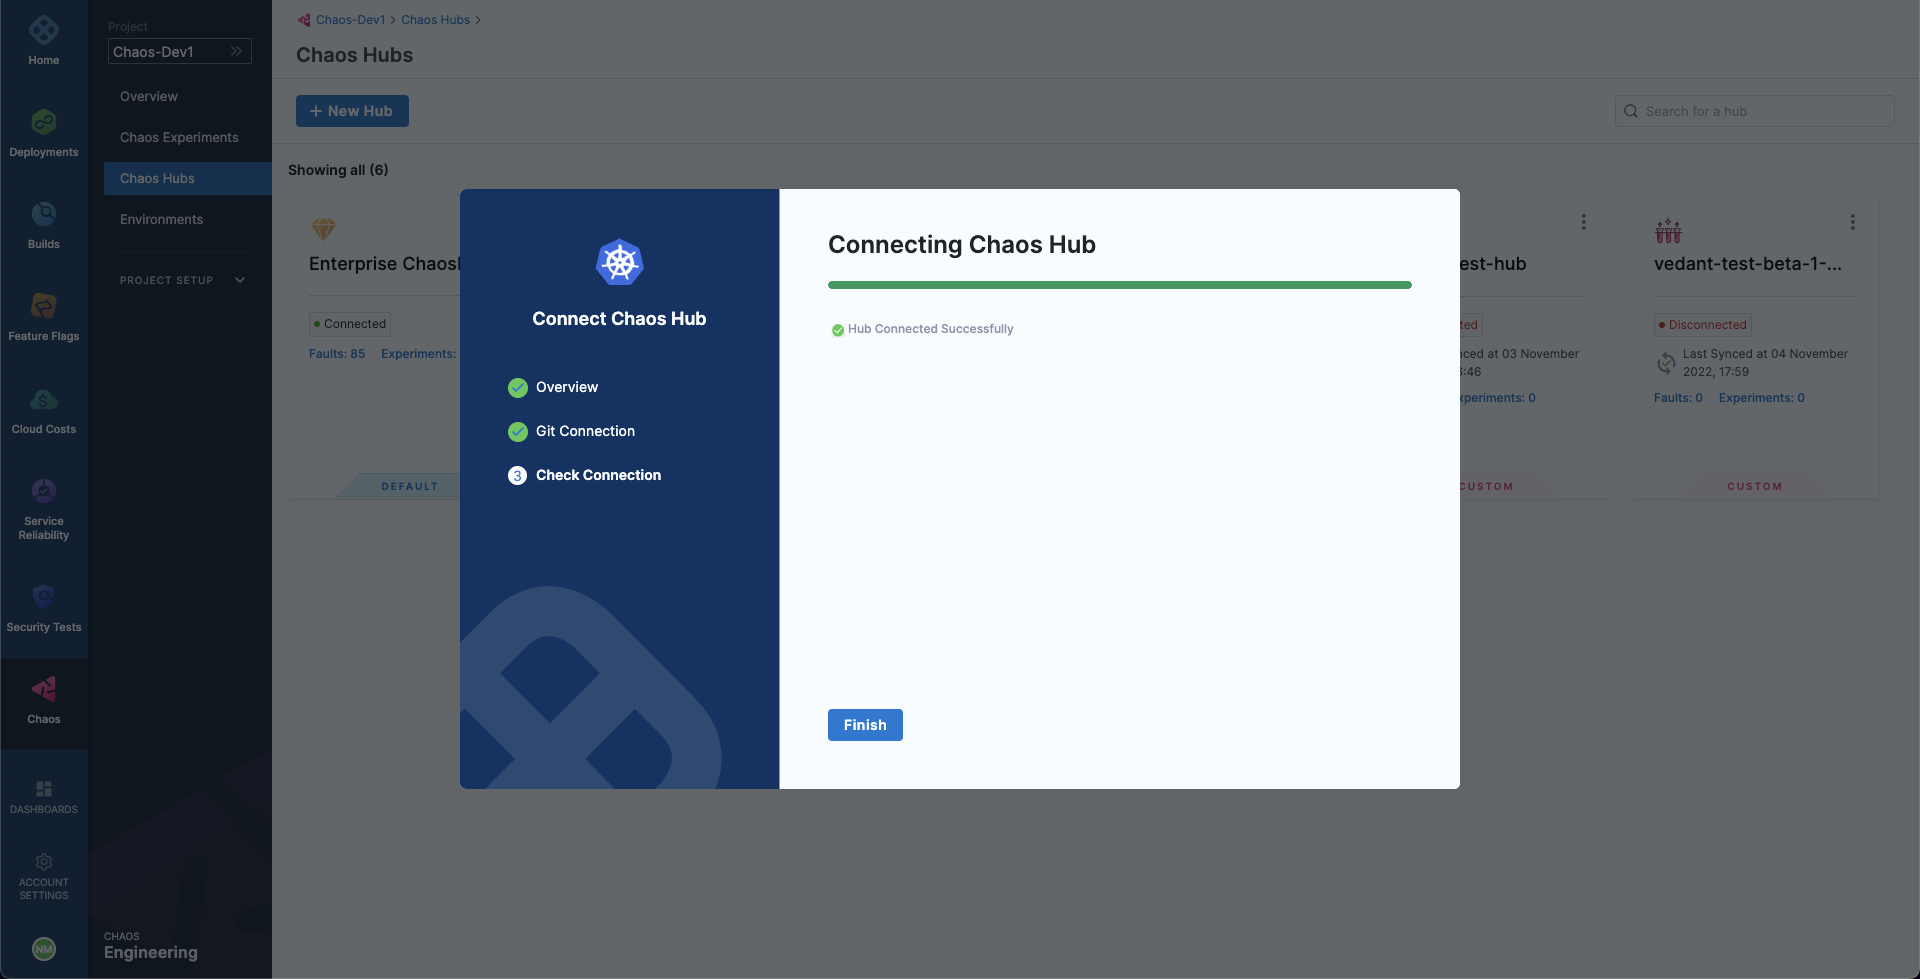 Home
Deployments
Builds
Feature Flags
Cloud Costs
Service
Reliability
Security Tests
Chaos
DASHBOARDS
ACCOUNT
SETTINGS
NM
Project
Chaos-Dev1
Overview
Chaos Experiments
Chaos Hubs
Environments
PROJECT SETUP
CHAOS
Engineering
Chaos-Dev1 > Chaos Hubs >
Chaos Hubs
+ New Hub
Search for a hub
Showing all (6)
Enterprise Chaos
Connected
Faults: 85 Experiments:
DEFAULT
Connect Chaos Hub
Overview
Git Connection
3 Check Connection
Connecting Chaos Hub
Hub Connected Successfully
Finish
est-hub
ted
nced at 03 November
6:46
xperiments: 0
CUSTOM
vedant-test-beta-1-...
Disconnected
Last Synced at 04 November
2022, 17:59
Faults: 0 Experiments: 0
CUSTOM